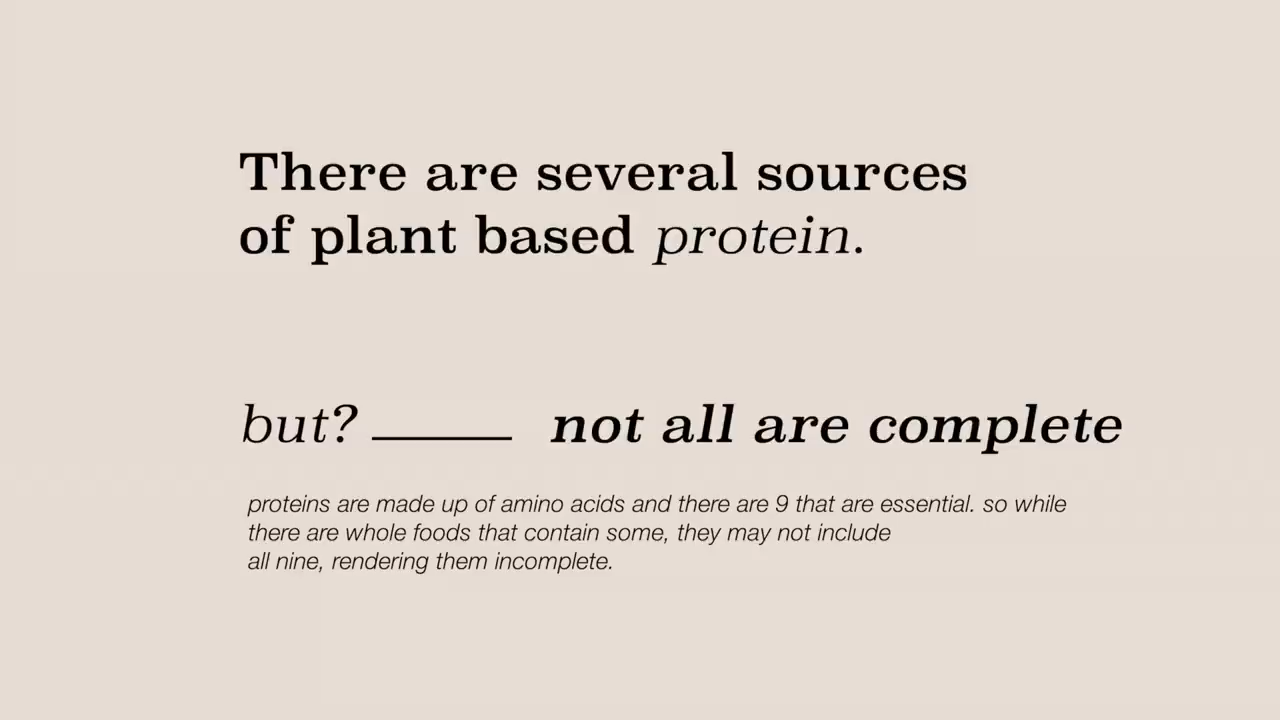 There are several sources
of plant based protein.
but? _____ not all are complete
proteins are made up of amino acids and there are 9 that are essential. so while
there are whole foods that contain some, they may not include
all nine, rendering them incomplete.